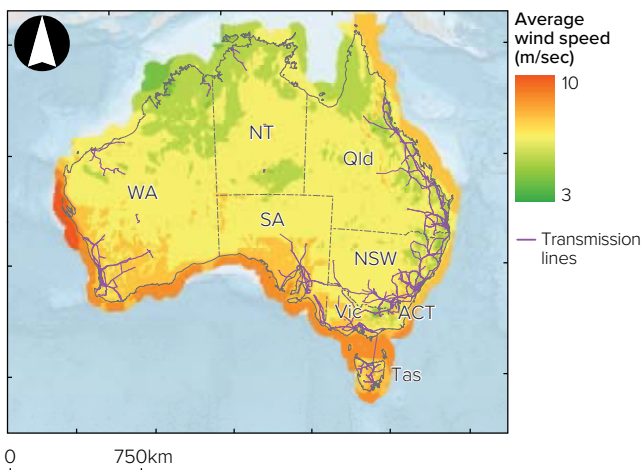 Average
wind speed
(m/sec)
10
3
Transmission
lines
NT
Qld
WA
SA
NSW
Vic
ACT
Tas
0 750km